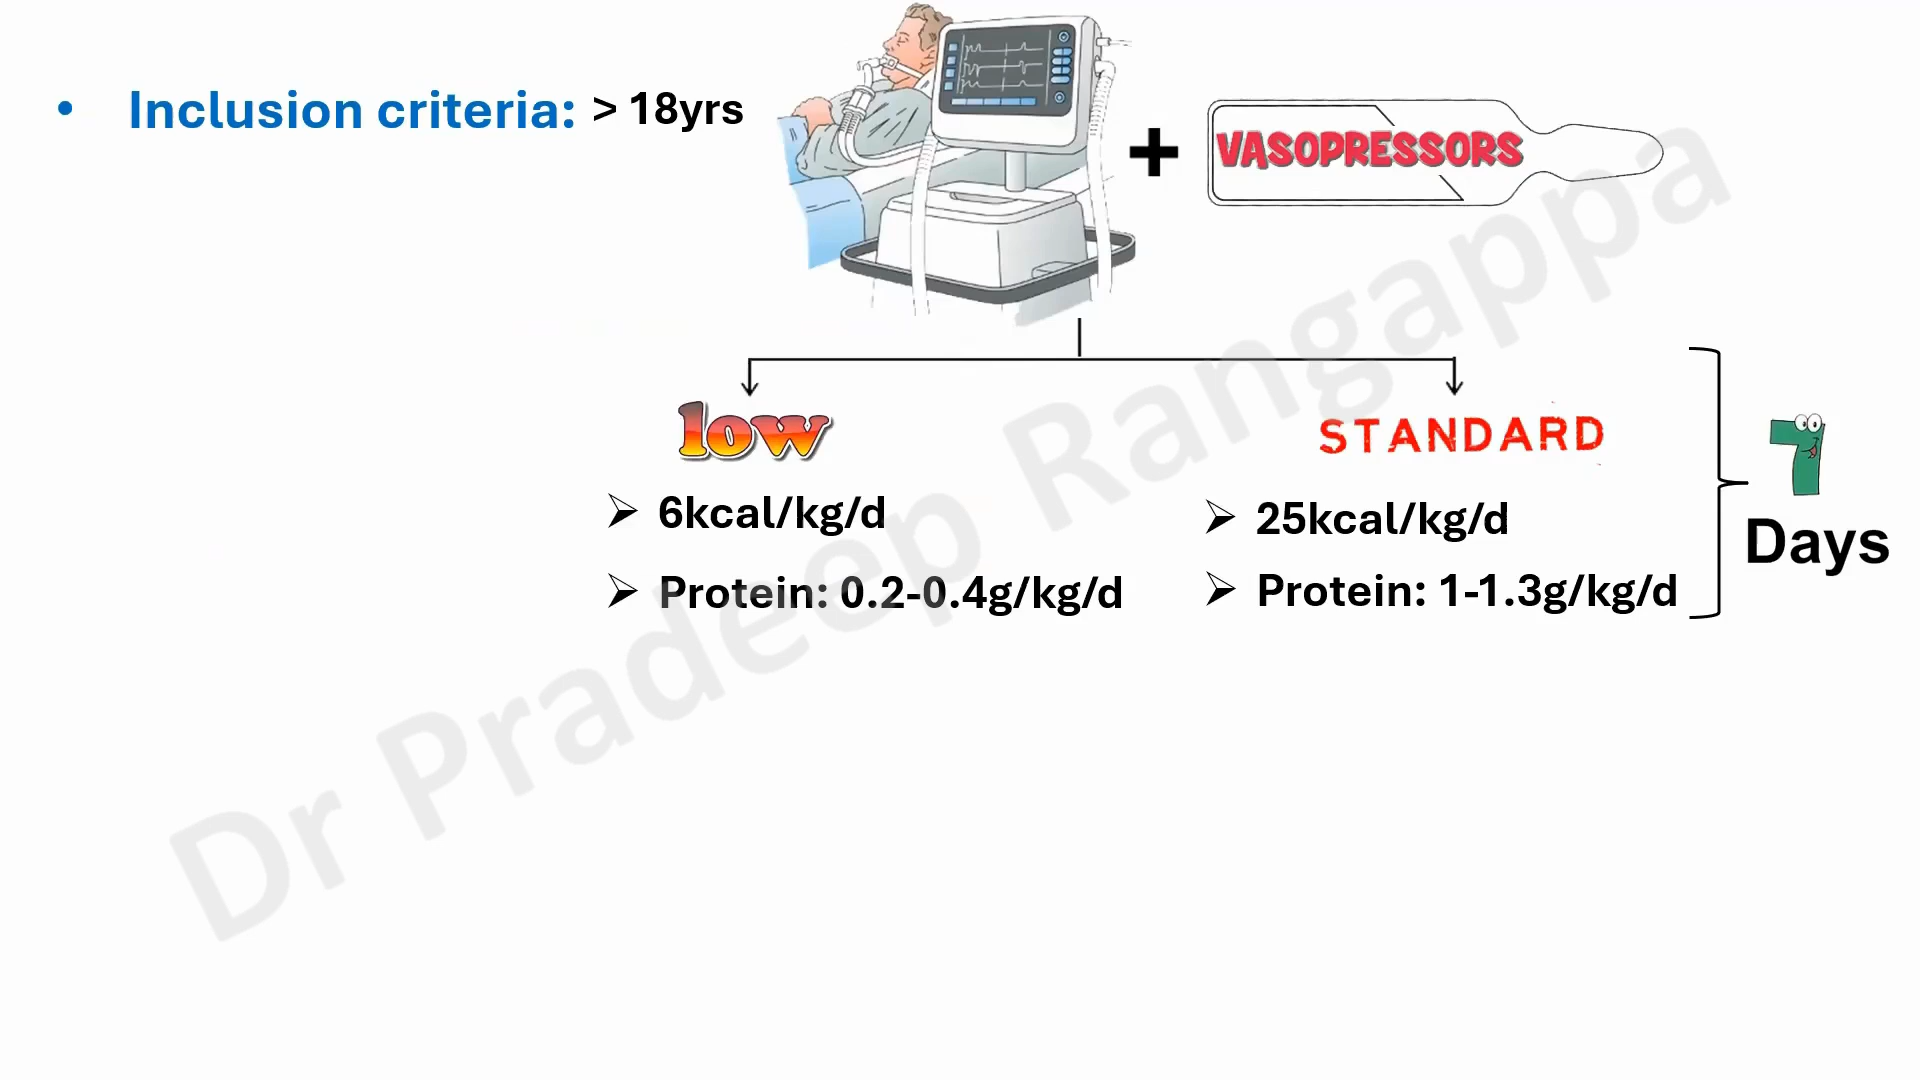 • Inclusion criteria: > 18yrs
+
VASOPRESSORS
low
STANDARD
➢ 6kcal/kg/d
➢ 25kcal/kg/d
➢ Protein: 0.2-0.4g/kg/d
➢ Protein: 1-1.3g/kg/d
7
Days
Dr Pradeep Rangappa